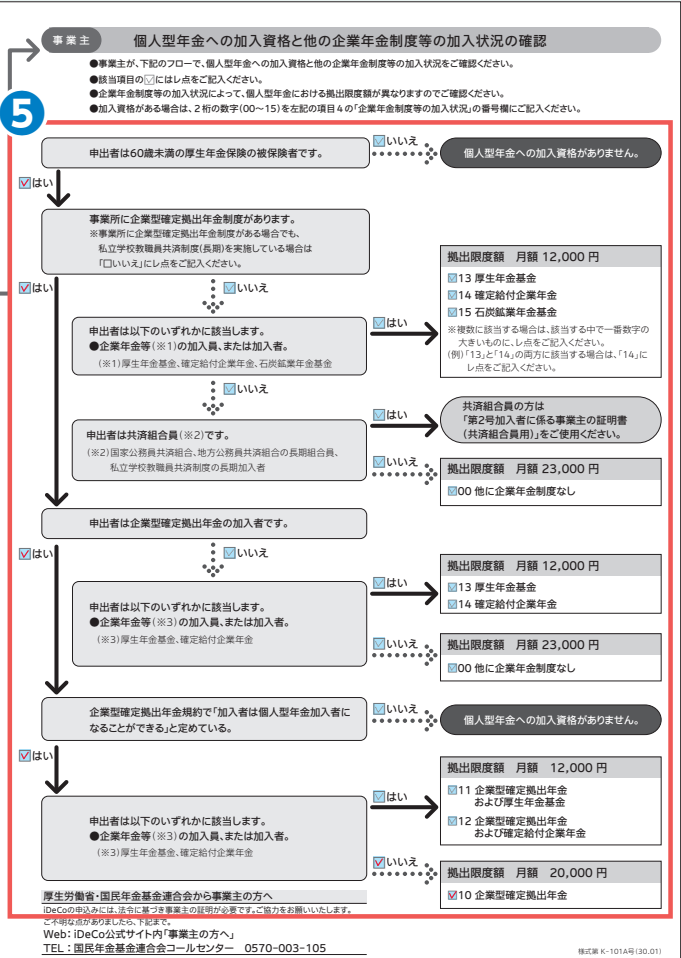 事業主
個人型年金への加入資格と他の企業年金制度等の加入状況の確認
●事業主が、下記のフローで、個人型年金への加入資格と他の企業年金制度等の加入状況をご確認ください。
●該当項目の☑にはレ点をご記入ください。
●企業年金制度等の加入状況によって、個人型年金における拠出限度額が異なりますのでご確認ください。
●加入資格がある場合は、2桁の数字(00〜15)を左記の項目4の「企業年金制度等の加入状況」の番号欄にご記入ください。
5
申出者は60歳未満の厚生年金保険の被保険者です。
☑いいえ
個人型年金への加入資格がありません。
☑はい
事業所に企業型確定拠出年金制度があります。
※事業所に企業型確定拠出年金制度がある場合でも、
私立学校教職員共済制度(長期)を実施している場合は
「□いいえ」にレ点をご記入ください。
☑はい
☑いいえ
申出者は以下のいずれかに該当します。
●企業年金等(※1)の加入員、または加入者。
(※1)厚生年金基金、確定給付企業年金、石炭鉱業年金基金
☑はい
拠出限度額 月額 12,000 円
☑13 厚生年金基金
☑14 確定給付企業年金
☑15 石炭鉱業年金基金
※複数に該当する場合は、該当する中で一番数字の
大きいものに、レ点をご記入ください。
(例)「13」と「14」の両方に該当する場合は、「14」に
レ点をご記入ください。
☑いいえ
申出者は共済組合員(※2)です。
(※2)国家公務員共済組合、地方公務員共済組合の長期組合員、
私立学校教職員共済制度の長期加入者
☑はい
共済組合員の方は
「第2号加入者に係る事業主の証明書
(共済組合員用)」をご使用ください。
☑いいえ
拠出限度額 月額 23,000 円
☑00 他に企業年金制度なし
申出者は企業型確定拠出年金の加入者です。
☑はい
☑いいえ
申出者は以下のいずれかに該当します。
●企業年金等(※3)の加入員、または加入者。
(※3)厚生年金基金、確定給付企業年金
☑はい
拠出限度額 月額 12,000 円
☑13 厚生年金基金
☑14 確定給付企業年金
☑いいえ
拠出限度額 月額 23,000 円
☑00 他に企業年金制度なし
企業型確定拠出年金規約で「加入者は個人型年金加入者に
なることができる」と定めている。
☑いいえ
個人型年金への加入資格がありません。
☑はい
申出者は以下のいずれかに該当します。
●企業年金等(※3)の加入員、または加入者。
(※3)厚生年金基金、確定給付企業年金
☑はい
拠出限度額 月額 12,000 円
☑11 企業型確定拠出年金
および厚生年金基金
☑12 企業型確定拠出年金
および確定給付企業年金
☑いいえ
拠出限度額 月額 20,000 円
☑10 企業型確定拠出年金
厚生労働省・国民年金基金連合会から事業主の方へ
iDeCoの申込みには、法令に基づき事業主の証明が必要です。ご協力をお願いいたします。
ご不明な点がありましたら、下記まで。
Web：iDeCo公式サイト内「事業主の方へ」
TEL：国民年金基金連合会コールセンター 0570-003-105
様式第 K-101A号(30.01)